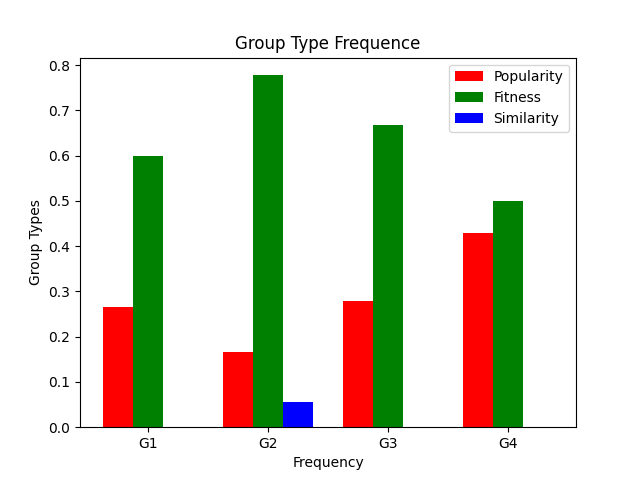 Group Type Frequence
Popularity
Fitness
Similarity
0.8
0.7
0.6
0.5
0.4
0.3
0.2
0.1
0.0
Group Types
G1 G2 G3 G4
Frequency